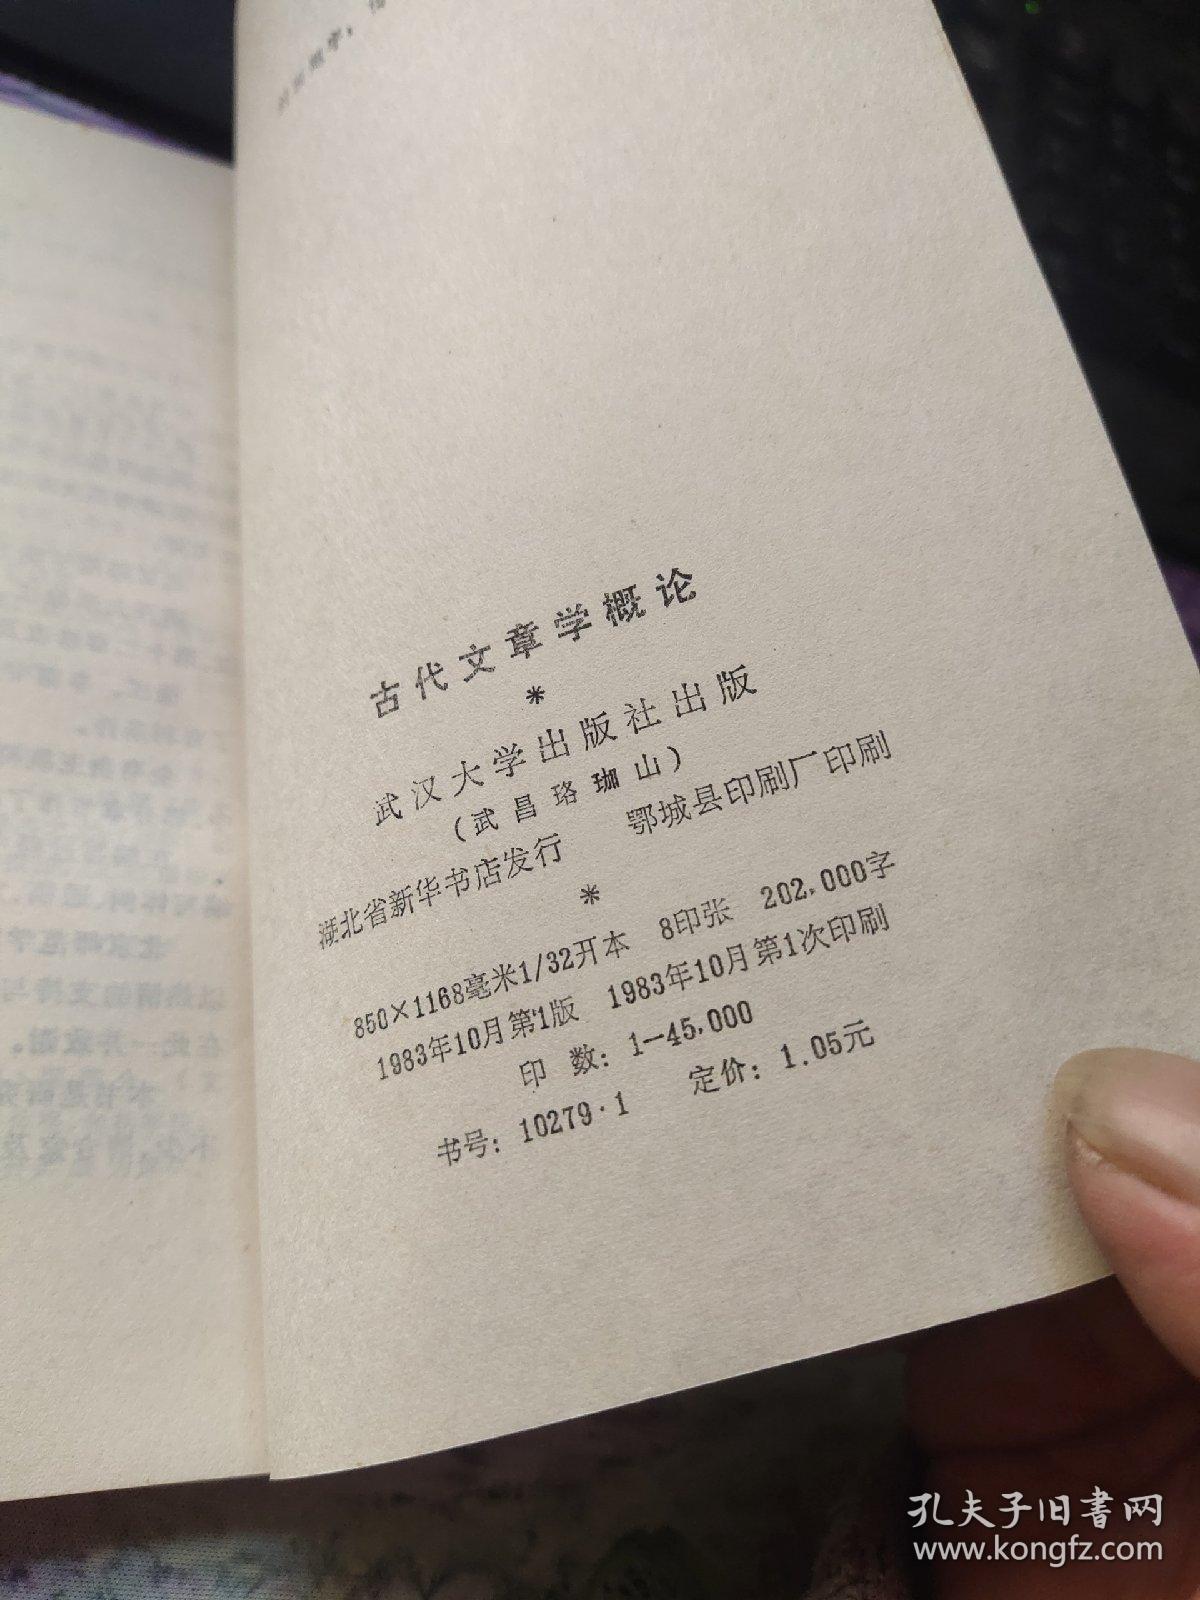 古代文章学概论
*
武汉大学出版社出版
（武昌珞珈山）
湖北省新华书店发行 鄂城县印刷厂印刷
*
850×1168毫米1/32开本 8印张 202,000字
1983年10月第1版 1983年10月第1次印刷
印数：1—45,000
书号：10279·1 定价：1.05元
孔夫子旧書网
www.kongfz.com